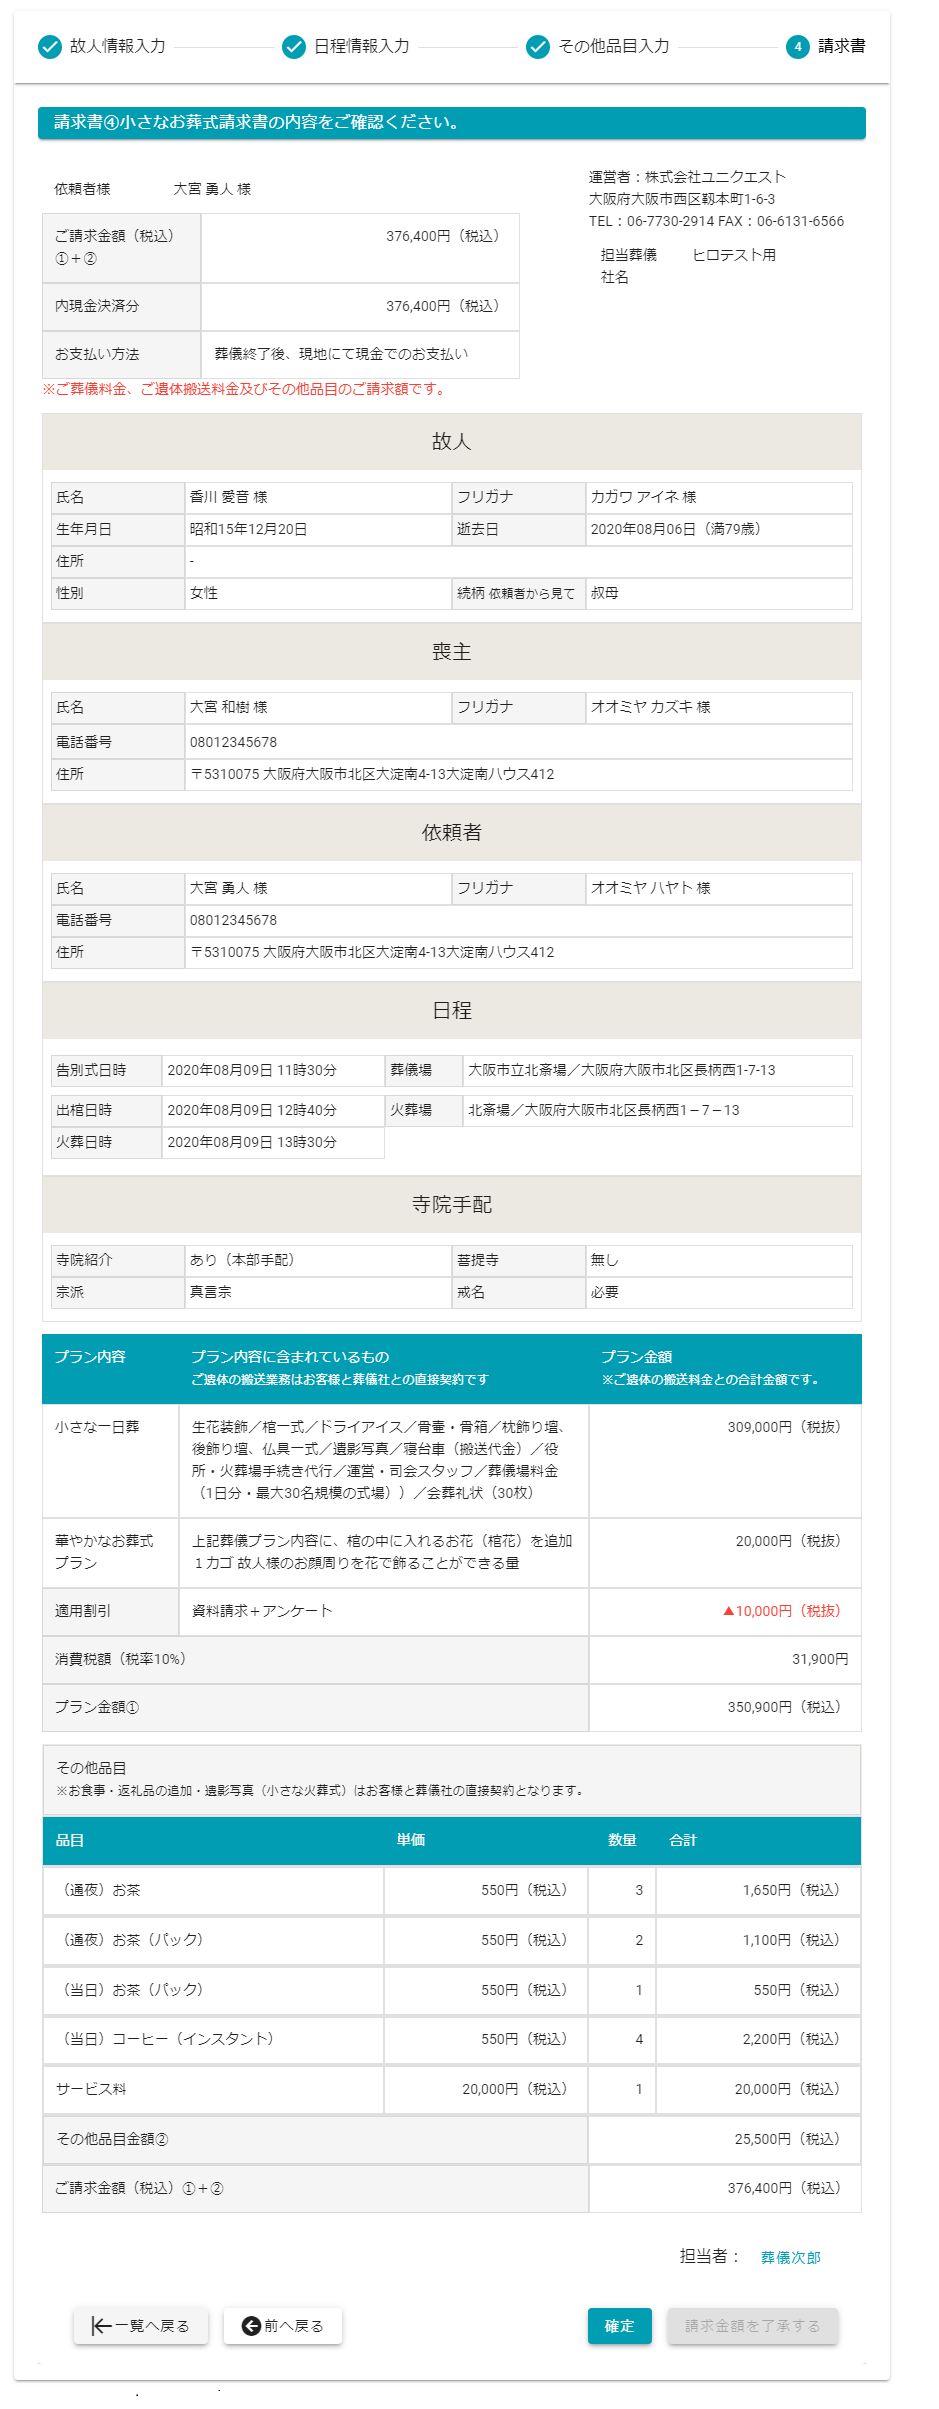 故人情報入力 日程情報入力 その他品目入力 4 請求書
請求書④小さなお葬式請求書の内容をご確認ください。
依頼者様 大宮 勇人 様
運営者：株式会社ユニクエスト
大阪府大阪市西区靱本町1-6-3
TEL：06-7730-2914 FAX：06-6131-6566
担当葬儀社名 ヒロテスト用
ご請求金額（税込）①＋② 376,400円（税込）
内現金決済分 376,400円（税込）
お支払い方法 葬儀終了後、現地にて現金でのお支払い
※ご葬儀料金、ご遺体搬送料金及びその他品目のご請求額です。
故人
氏名 香川 愛音 様 フリガナ カガワ アイネ 様
生年月日 昭和15年12月20日 逝去日 2020年08月06日（満79歳）
住所 -
性別 女性 続柄 依頼者から見て 叔母
喪主
氏名 大宮 和樹 様 フリガナ オオミヤ カズキ 様
電話番号 08012345678
住所 〒5310075 大阪府大阪市北区大淀南4-13大淀南ハウス412
依頼者
氏名 大宮 勇人 様 フリガナ オオミヤ ハヤト 様
電話番号 08012345678
住所 〒5310075 大阪府大阪市北区大淀南4-13大淀南ハウス412
日程
告別式日時 2020年08月09日 11時30分 葬儀場 大阪市立北斎場／大阪府大阪市北区長柄西1-7-13
出棺日時 2020年08月09日 12時40分 火葬場 北斎場／大阪府大阪市北区長柄西1－7－13
火葬日時 2020年08月09日 13時30分
寺院手配
寺院紹介 あり（本部手配） 菩提寺 無し
宗派 真言宗 戒名 必要
プラン内容 プラン内容に含まれているもの プラン金額
ご遺体の搬送業務はお客様と葬儀社との直接契約です ※ご遺体の搬送料金との合計金額です。
小さな一日葬 生花装飾／棺一式／ドライアイス／骨壷・骨箱／枕飾り壇、 309,000円（税抜）
後飾り壇、仏具一式／遺影写真／寝台車（搬送代金）／役
所・火葬場手続き代行／運営・司会スタッフ／葬儀場料金
（1日分・最大30名規模の式場））／会葬礼状（30枚）
華やかなお葬式 上記葬儀プラン内容に、棺の中に入れるお花（棺花）を追加 20,000円（税抜）
プラン １カゴ 故人様のお顔周りを花で飾ることができる量
適用割引 資料請求＋アンケート ▲10,000円（税抜）
消費税額（税率10%） 31,900円
プラン金額① 350,900円（税込）
その他品目
※お食事・返礼品の追加・遺影写真（小さな火葬式）はお客様と葬儀社の直接契約となります。
品目 単価 数量 合計
（通夜）お茶 550円（税込） 3 1,650円（税込）
（通夜）お茶（パック） 550円（税込） 2 1,100円（税込）
（当日）お茶（パック） 550円（税込） 1 550円（税込）
（当日）コーヒー（インスタント） 550円（税込） 4 2,200円（税込）
サービス料 20,000円（税込） 1 20,000円（税込）
その他品目金額② 25,500円（税込）
ご請求金額（税込）①＋② 376,400円（税込）
担当者： 葬儀次郎
一覧へ戻る 前へ戻る 確定 請求金額を了承する